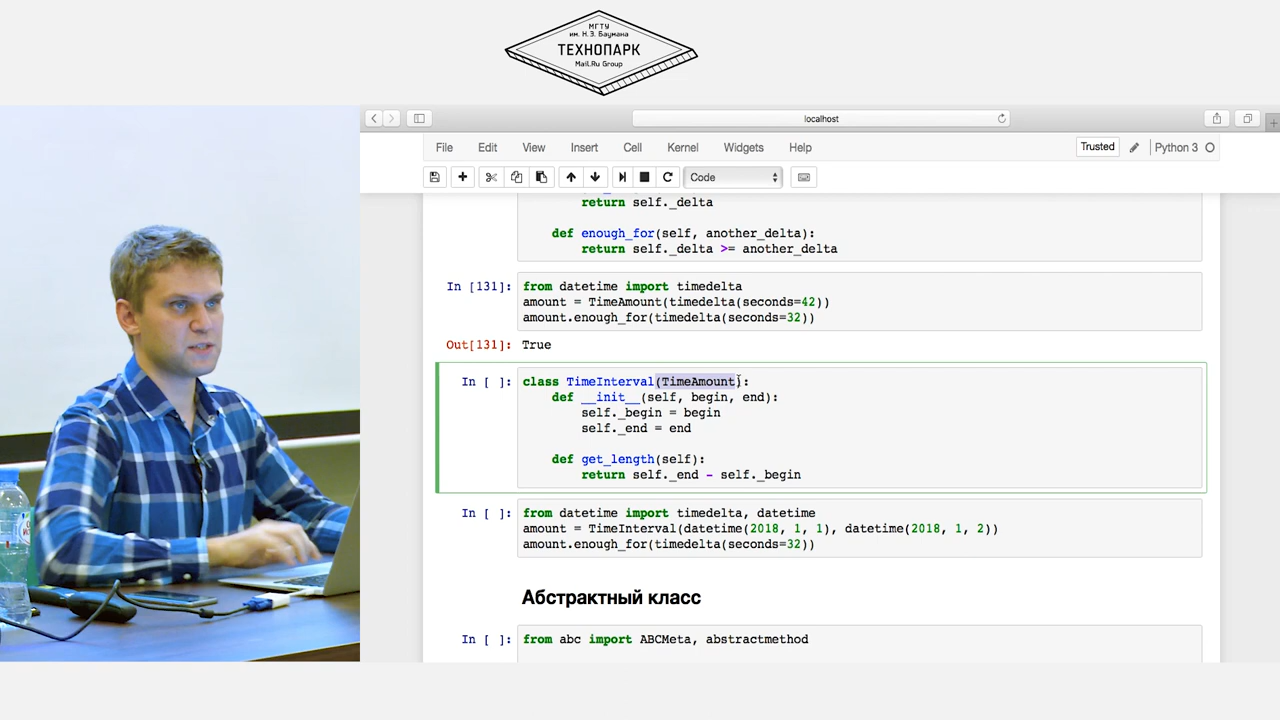 МГТУ
им. Н.Э. Баумана
ТЕХНОПАРК
Mail.Ru Group
localhost
File Edit View Insert Cell Kernel Widgets Help Trusted Python 3
Code
return self._delta
def enough_for(self, another_delta):
return self._delta >= another_delta
In [131]: from datetime import timedelta
amount = TimeAmount(timedelta(seconds=42))
amount.enough_for(timedelta(seconds=32))
Out[131]: True
In [ ]: class TimeInterval(TimeAmount):
def __init__(self, begin, end):
self._begin = begin
self._end = end
def get_length(self):
return self._end - self._begin
In [ ]: from datetime import timedelta, datetime
amount = TimeInterval(datetime(2018, 1, 1), datetime(2018, 1, 2))
amount.enough_for(timedelta(seconds=32))
Абстрактный класс
In [ ]: from abc import ABCMeta, abstractmethod